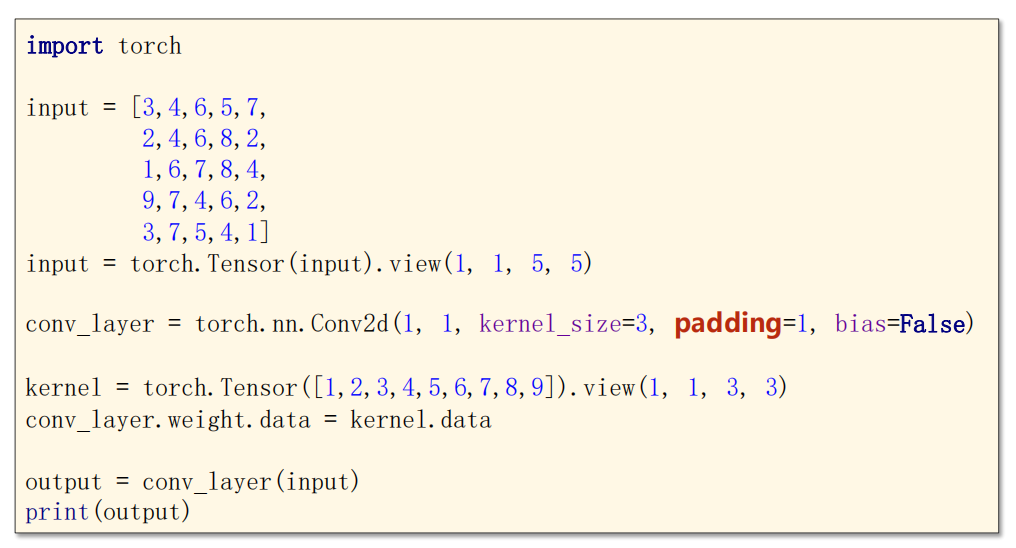 import torch
input = [3,4,6,5,7,
2,4,6,8,2,
1,6,7,8,4,
9,7,4,6,2,
3,7,5,4,1]
input = torch.Tensor(input).view(1, 1, 5, 5)
conv_layer = torch.nn.Conv2d(1, 1, kernel_size=3, padding=1, bias=False)
kernel = torch.Tensor([1,2,3,4,5,6,7,8,9]).view(1, 1, 3, 3)
conv_layer.weight.data = kernel.data
output = conv_layer(input)
print(output)